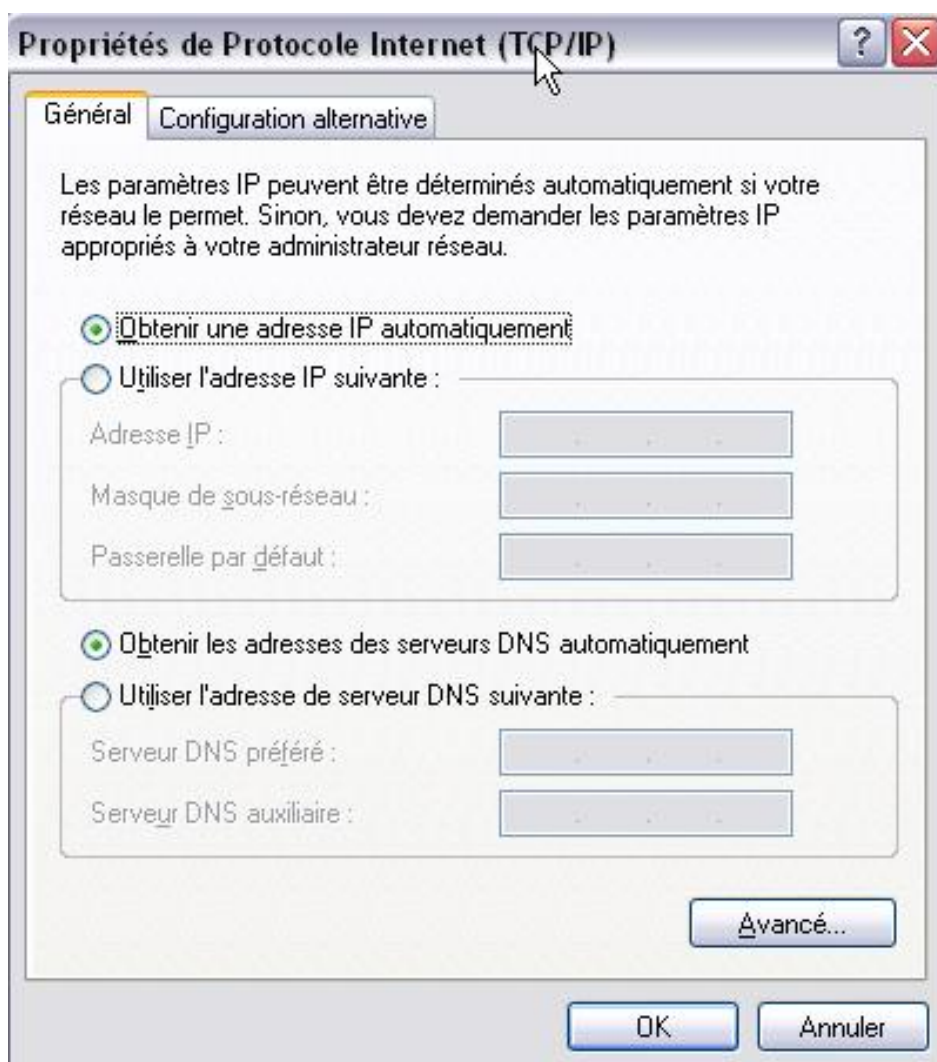 Propriétés de Protocole Internet (TCP/IP)
Général
Configuration alternative
Les paramètres IP peuvent être déterminés automatiquement si votre
réseau le permet. Sinon, vous devez demander les paramètres IP
appropriés à votre administrateur réseau.
Obtenir une adresse IP automatiquement
Utiliser l'adresse IP suivante :
Adresse IP :
Masque de sous-réseau :
Passerelle par défaut :
Obtenir les adresses des serveurs DNS automatiquement
Utiliser l'adresse de serveur DNS suivante :
Serveur DNS préféré :
Serveur DNS auxiliaire :
Avancé...
OK
Annuler